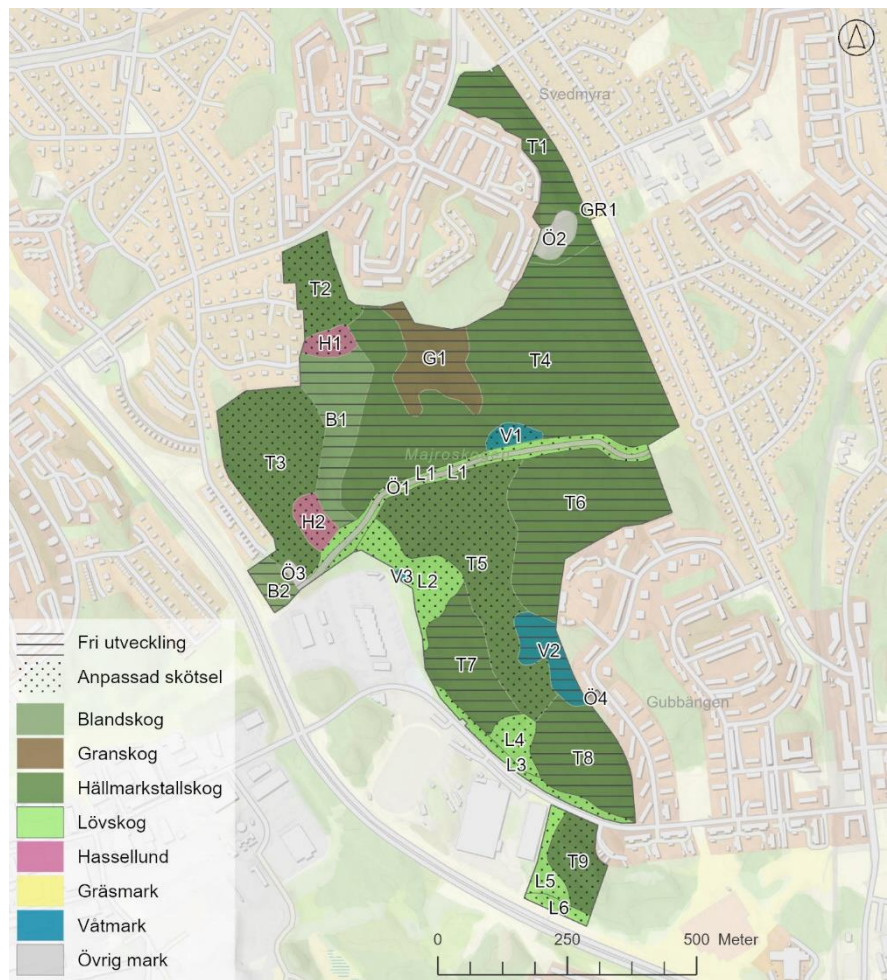 Svedmyra
T1
GR1
Ö2
T2
H1
G1
T4
B1
V1
T3
L1 L1
Ö1
H2
T6
T5
Ö3
B2
V3
L2
V2
T7
Ö4
Gubbängen
L4
L3
T8
T9
L5
L6
Fri utveckling
Anpassad skötsel
Blandskog
Granskog
Hällmarkstallskog
Lövskog
Hassellund
Gräsmark
Våtmark
Övrig mark
0 250 500 Meter